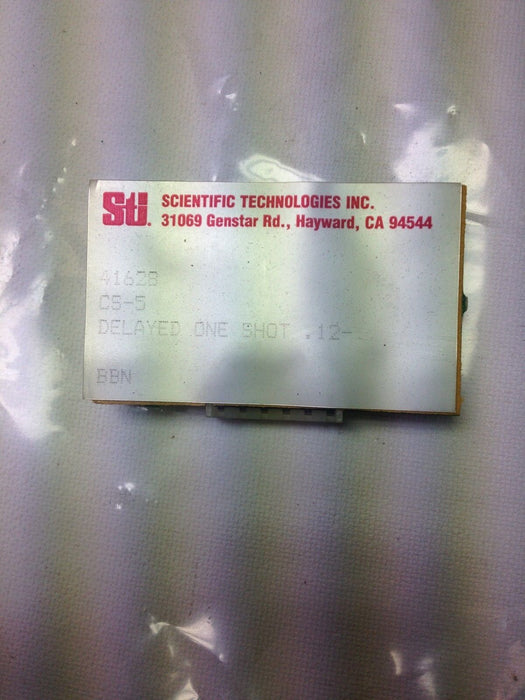 Sti. SCIENTIFIC TECHNOLOGIES INC.
31069 Genstar Rd., Hayward, CA 94544
4162B
CS-5
DELAYED ONE SHOT .12-
BBN